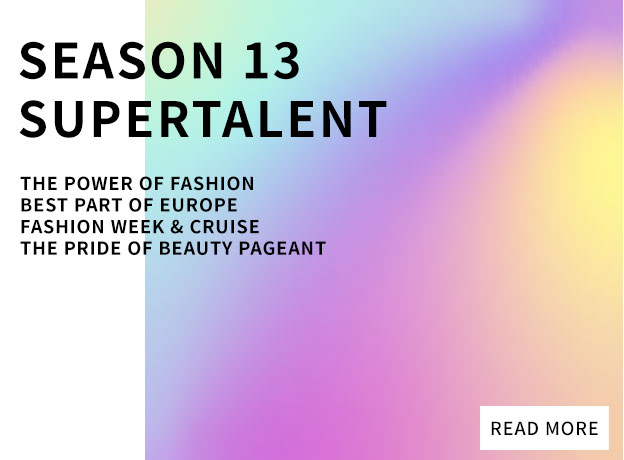 SEASON 13
SUPERTALENT
THE POWER OF FASHION
BEST PART OF EUROPE
FASHION WEEK & CRUISE
THE PRIDE OF BEAUTY PAGEANT
READ MORE